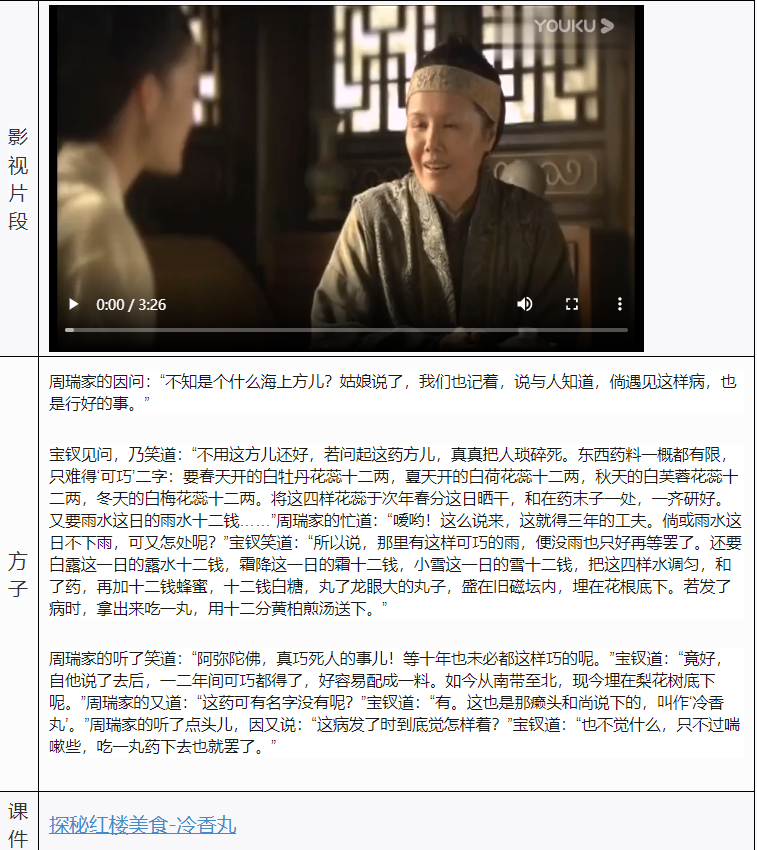 影
视
片
段
YOUKU
0:00 / 3:26
方
子
周瑞家的因问：“不知是个什么海上方儿？姑娘说了，我们也记着，说与人知道，倘遇见这样病，也
是行好的事。”
宝钗见问，乃笑道：“不用这方儿还好，若问起这药方儿，真真把人琐碎死。东西药料一概都有限，
只难得‘可巧’二字：要春天开的白牡丹花蕊十二两，夏天开的白荷花蕊十二两，秋天的白芙蓉花蕊十
二两，冬天的白梅花蕊十二两。将这四样花蕊于次年春分这日晒干，和在药末子一处，一齐研好。
又要雨水这日的雨水十二钱……”周瑞家的忙道：“嗳哟！这么说来，这就得三年的工夫。倘或雨水这
日不下雨，可又怎处呢？”宝钗笑道：“所以说，那里有这样可巧的雨，便没雨也只好再等罢了。还要
白露这一日的露水十二钱，霜降这一日的霜十二钱，小雪这一日的雪十二钱，把这四样水调匀，和
了药，再加十二钱蜂蜜，十二钱白糖，丸了龙眼大的丸子，盛在旧磁坛内，埋在花根底下。若发了
病时，拿出来吃一丸，用十二分黄柏煎汤送下。”
周瑞家的听了笑道：“阿弥陀佛，真巧死人的事儿！等十年也未必都这样巧的呢。”宝钗道：“竟好，
自他说了去后，一二年间可巧都得了，好容易配成一料。如今从南带至北，现今埋在梨花树底下
呢。”周瑞家的又道：“这药可有名字没有呢？”宝钗道：“有。这也是那癞头和尚说下的，叫作‘冷香
丸’。”周瑞家的听了点头儿，因又说：“这病发了时到底觉怎样着？”宝钗道：“也不觉什么，只不过喘
嗽些，吃一丸药下去也就罢了。”
课
件
探秘红楼美食-冷香丸